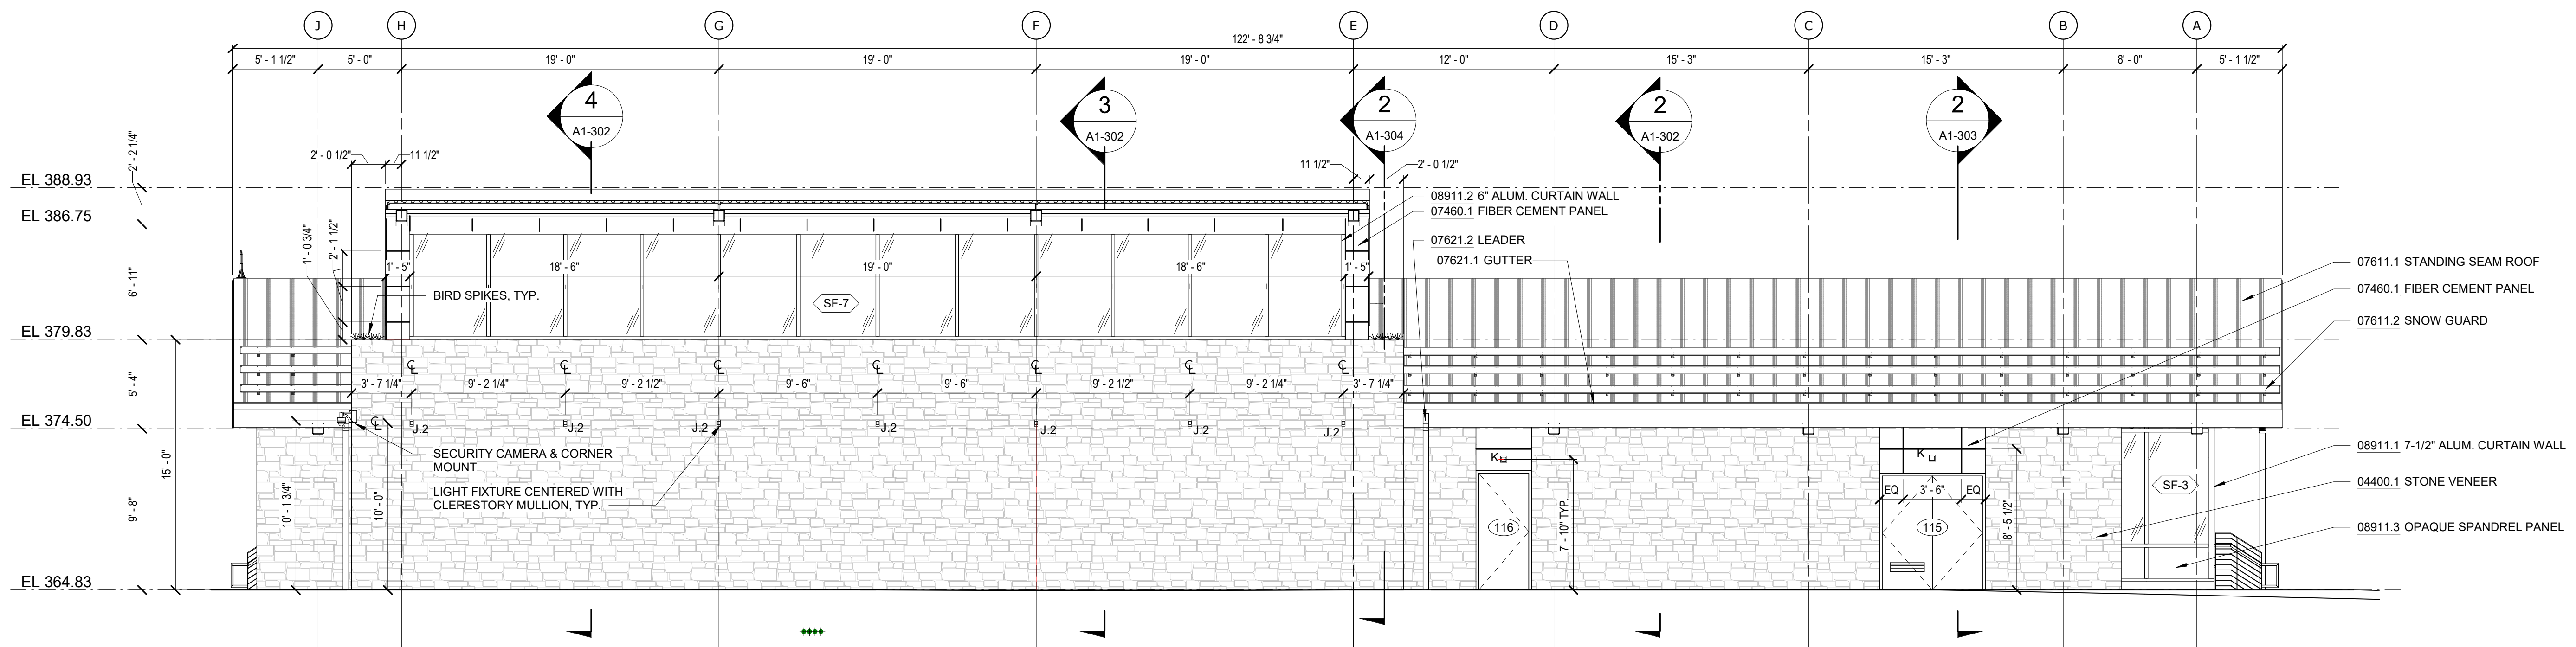 J H G F E D C B A
122' - 8 3/4"
5' - 1 1/2" 5' - 0" 19' - 0" 19' - 0" 19' - 0" 12' - 0" 15' - 3" 15' - 3" 8' - 0" 5' - 1 1/2"
4
A1-302
3
A1-302
2
A1-304
2
A1-302
2
A1-303
2' - 0 1/2" 11 1/2" 11 1/2" 2' - 0 1/2"
2' - 2 1/4"
EL 388.93
EL 386.75
EL 379.83
EL 374.50
EL 364.83
6' - 11"
5' - 4"
9' - 8"
15' - 0"
1' - 0 3/4"
2' - 1 1/2"
08911.2 6" ALUM. CURTAIN WALL
07460.1 FIBER CEMENT PANEL
07621.2 LEADER
07621.1 GUTTER
1' - 5" 18' - 6" 19' - 0" 18' - 6" 1' - 5"
BIRD SPIKES, TYP.
SF-7
07611.1 STANDING SEAM ROOF
07460.1 FIBER CEMENT PANEL
07611.2 SNOW GUARD
CL CL CL CL CL CL CL
3' - 7 1/4" 9' - 2 1/4" 9' - 2 1/2" 9' - 6" 9' - 6" 9' - 2 1/2" 9' - 2 1/4" 3' - 7 1/4"
CL
J.2 J.2 J.2 J.2 J.2 J.2 J.2
SECURITY CAMERA & CORNER
MOUNT
LIGHT FIXTURE CENTERED WITH
CLERESTORY MULLION, TYP.
10' - 1 3/4"
10' - 0"
K
116
7' - 10" TYP.
K
EQ 3' - 6" EQ
115
8' - 5 1/2"
SF-3
08911.1 7-1/2" ALUM. CURTAIN WALL
04400.1 STONE VENEER
08911.3 OPAQUE SPANDREL PANEL